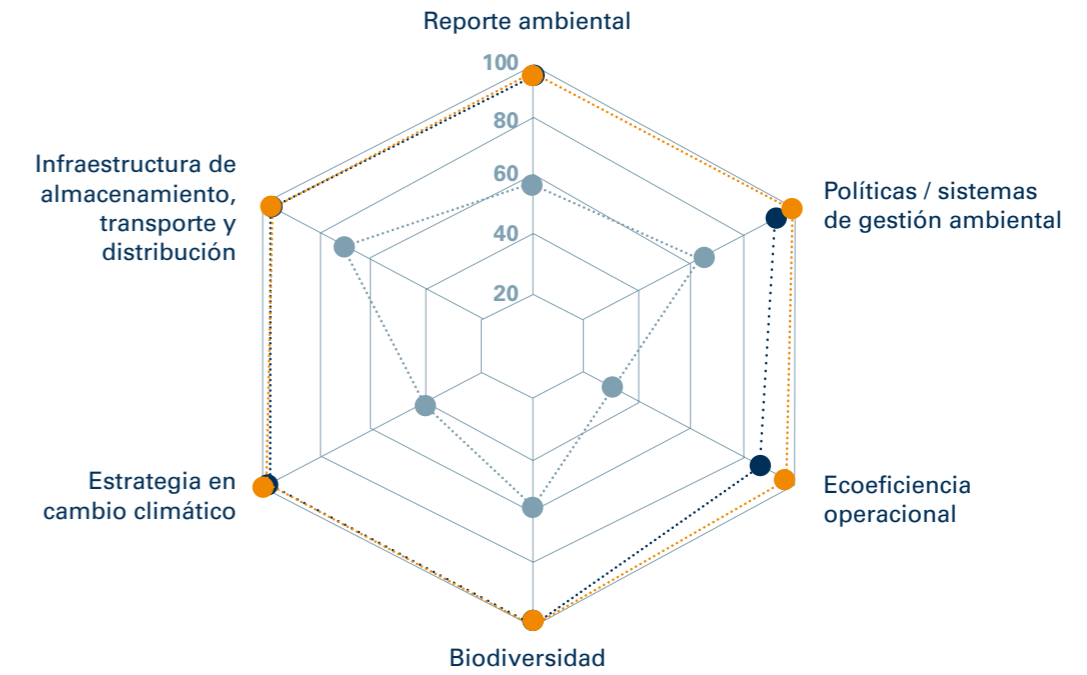 Reporte ambiental
100
80
60
40
20
Infraestructura de
almacenamiento,
transporte y
distribución
Políticas / sistemas
de gestión ambiental
Estrategia en
cambio climático
Ecoeficiencia
operacional
Biodiversidad